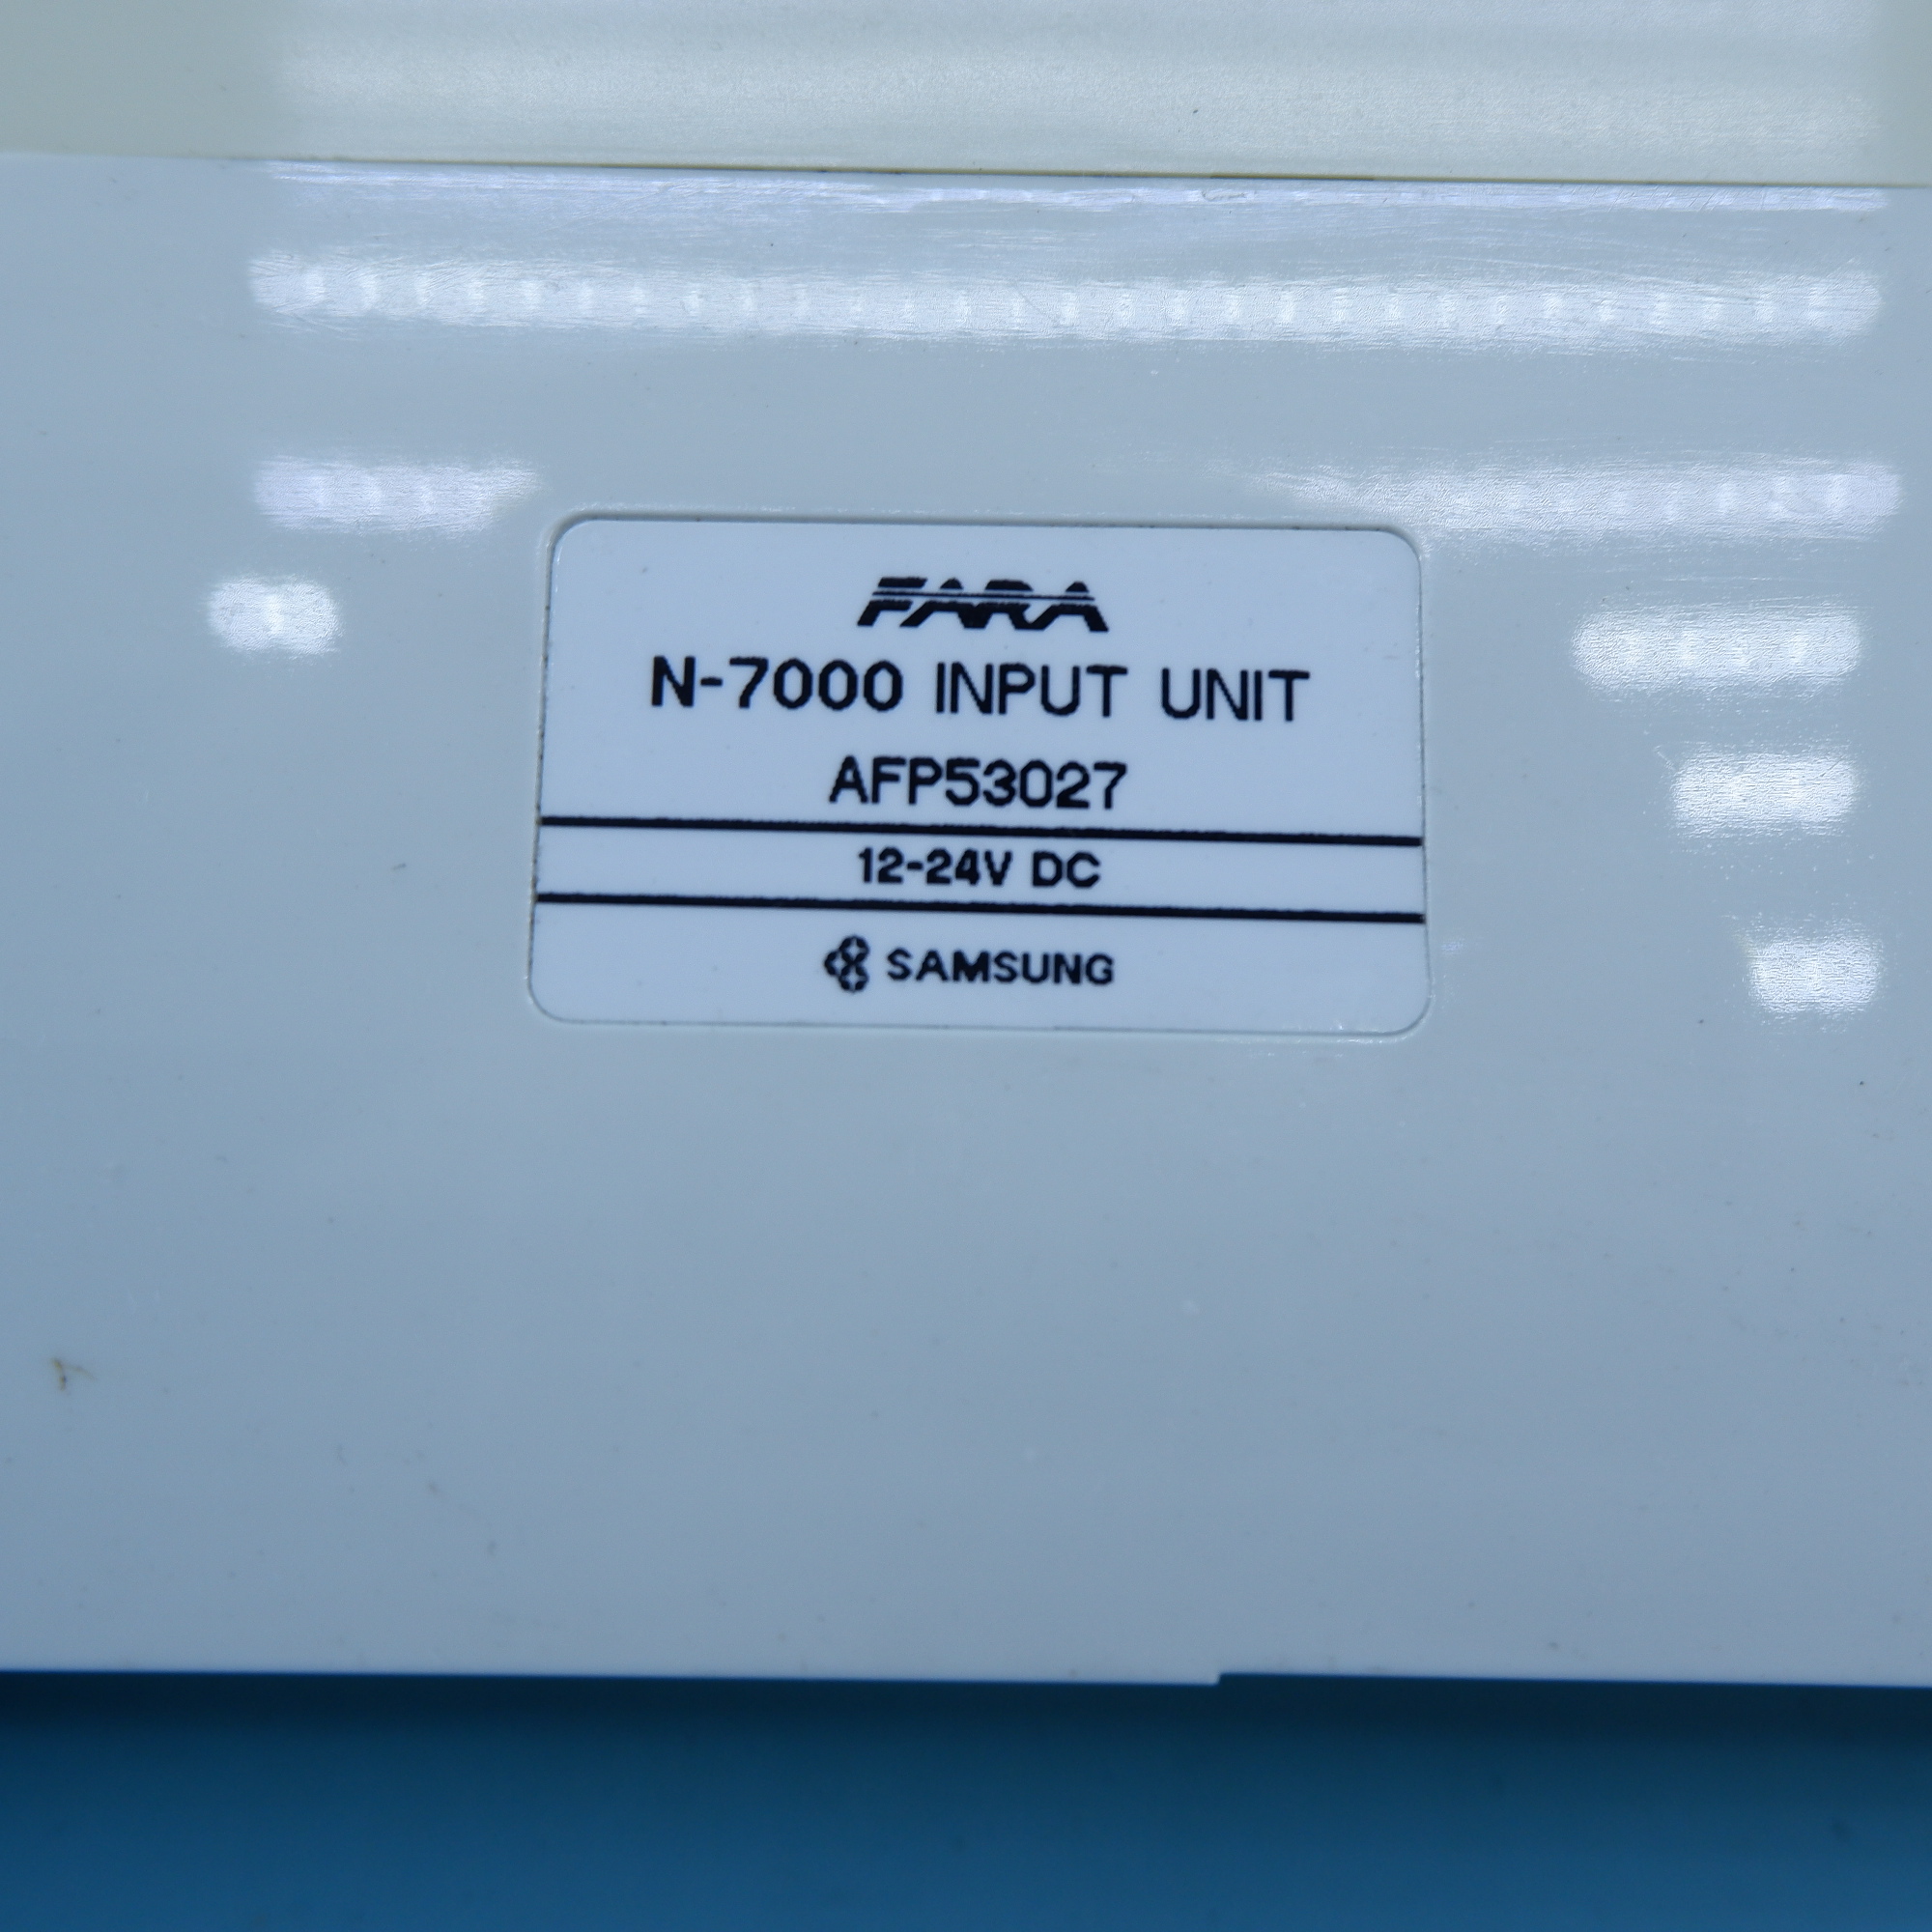 FARA
N-7000 INPUT UNIT
AFP53027
12-24V DC
SAMSUNG